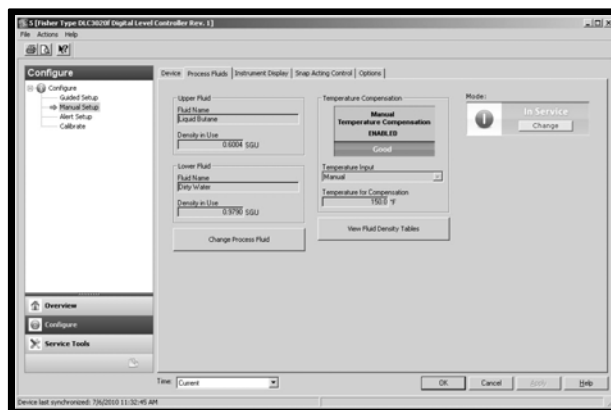 5 [Fisher Type DLC3020f Digital Level Controller Rev. 1]
File Actions Help
Configure
Configure
Guided Setup
Manual Setup
Alert Setup
Calibrate
Overview
Configure
Service Tools
Device Process Fluids Instrument Display Snap Acting Control Options
Upper Fluid
Fluid Name
Liquid Butane
Density in Use
0.6004 SGU
Lower Fluid
Fluid Name
Dirty Water
Density in Use
0.9790 SGU
Change Process Fluid
Temperature Compensation
Manual
Temperature Compensation
ENABLED
Good
Temperature Input
Manual
Temperature for Compensation
150.0 °F
View Fluid Density Tables
Mode:
In Service
Change
Time: Current
OK Cancel Apply Help
Device last synchronized: 7/6/2010 11:32:45 AM